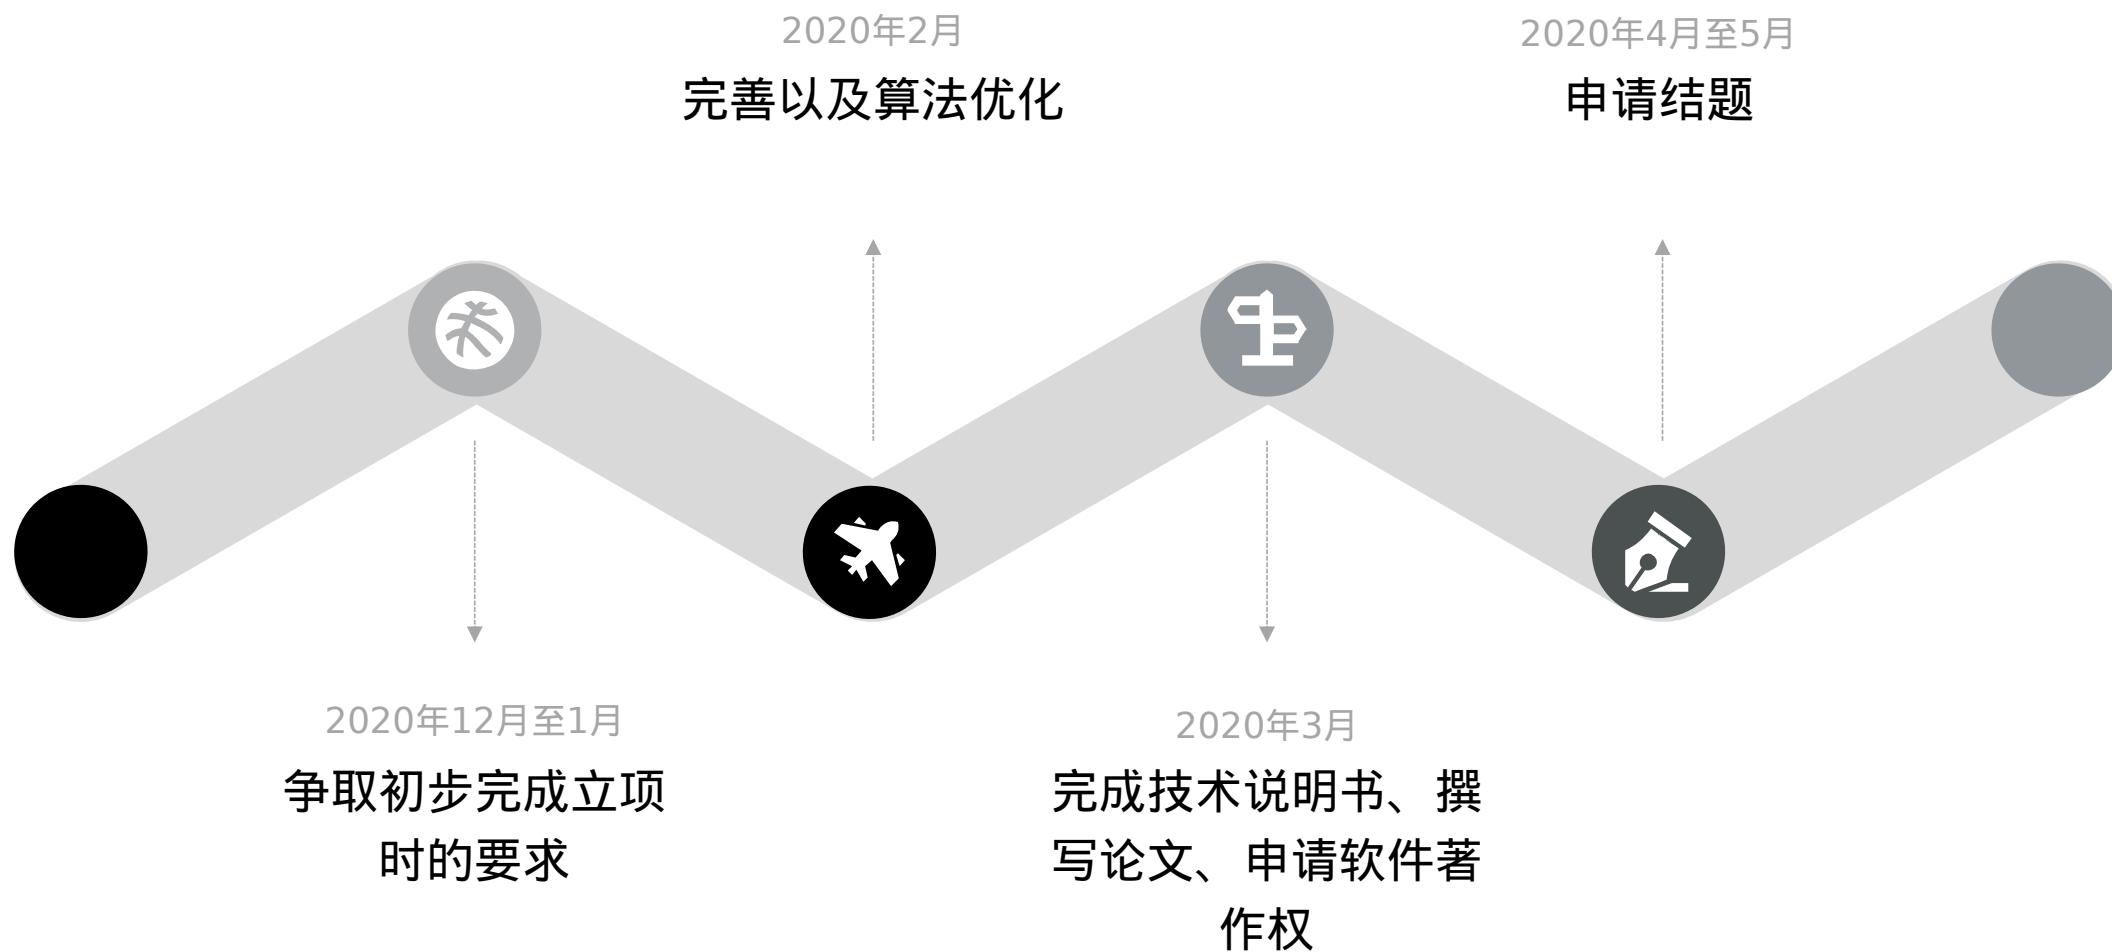 2020年2月
完善以及算法优化
2020年4月至5月
申请结题
2020年12月至1月
争取初步完成立项
时的要求
2020年3月
完成技术说明书、撰
写论文、申请软件著
作权